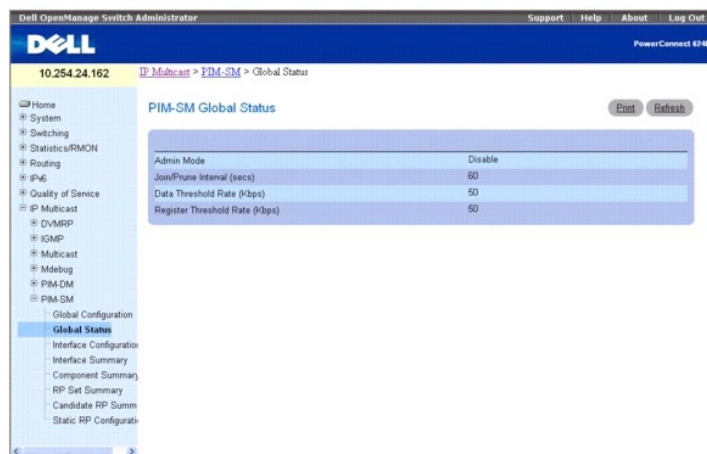 Dell OpenManage Switch Administrator Support Help About Log Out
DELL
PowerConnect
10.254.24.162
IP Multicast > PIM-SM > Global Status
Home
System
Switching
Statistics/RMON
Routing
IPv6
Quality of Service
IP Multicast
DVMRP
IGMP
Multicast
Mdebug
PIM-DM
PIM-SM
Global Configuration
Global Status
Interface Configuration
Interface Summary
Component Summary
RP Set Summary
Candidate RP Summ
Static RP Configurati
PIM-SM Global Status
Print Refresh
Admin Mode Disable
Join/Prune Interval (secs) 60
Data Threshold Rate (Kbps) 50
Register Threshold Rate (Kbps) 50